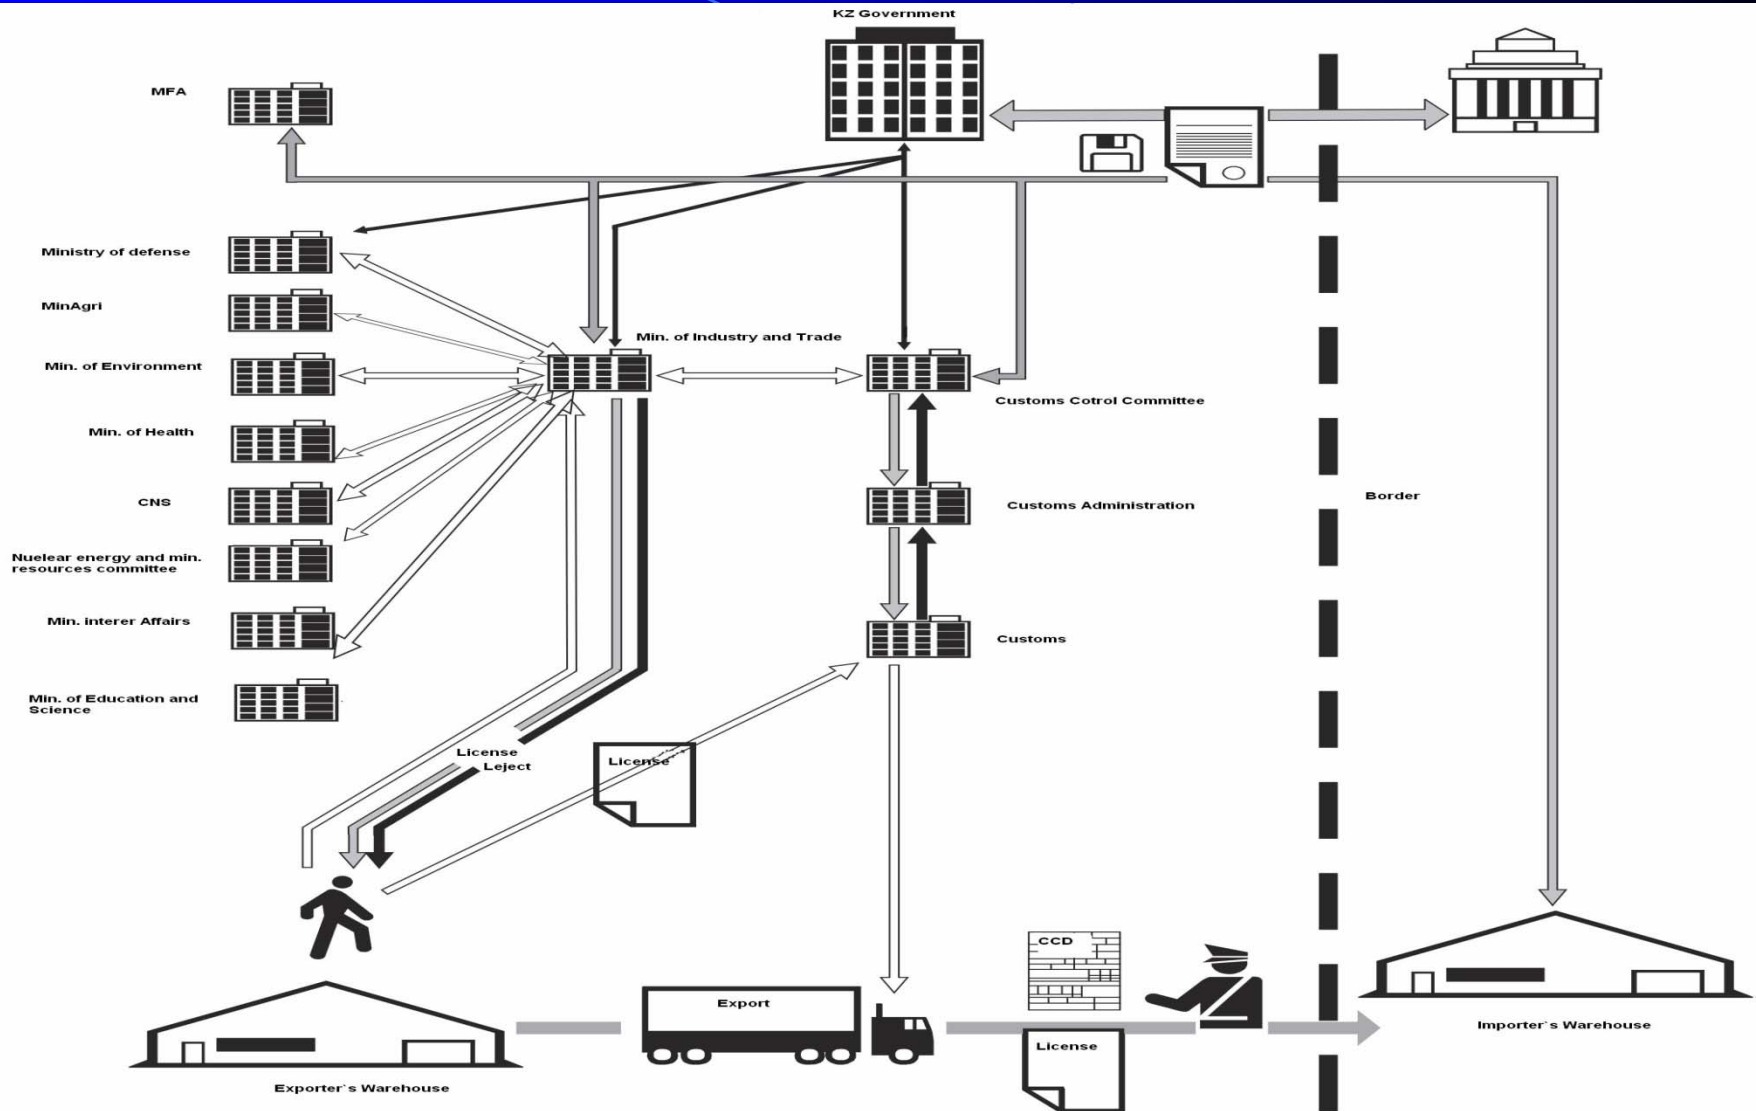 KZ Government
MFA
Ministry of defense
MinAgri
Min. of Industry and Trade
Min. of Environment
Customs Cotrol Committee
Min. of Health
CNS
Border
Customs Administration
Nuelear energy and min.
resources committee
Min. interer Affairs
Customs
Min. of Education and
Science
License
Leject
License
CCD
Export
License
Importer`s Warehouse
Exporter`s Warehouse